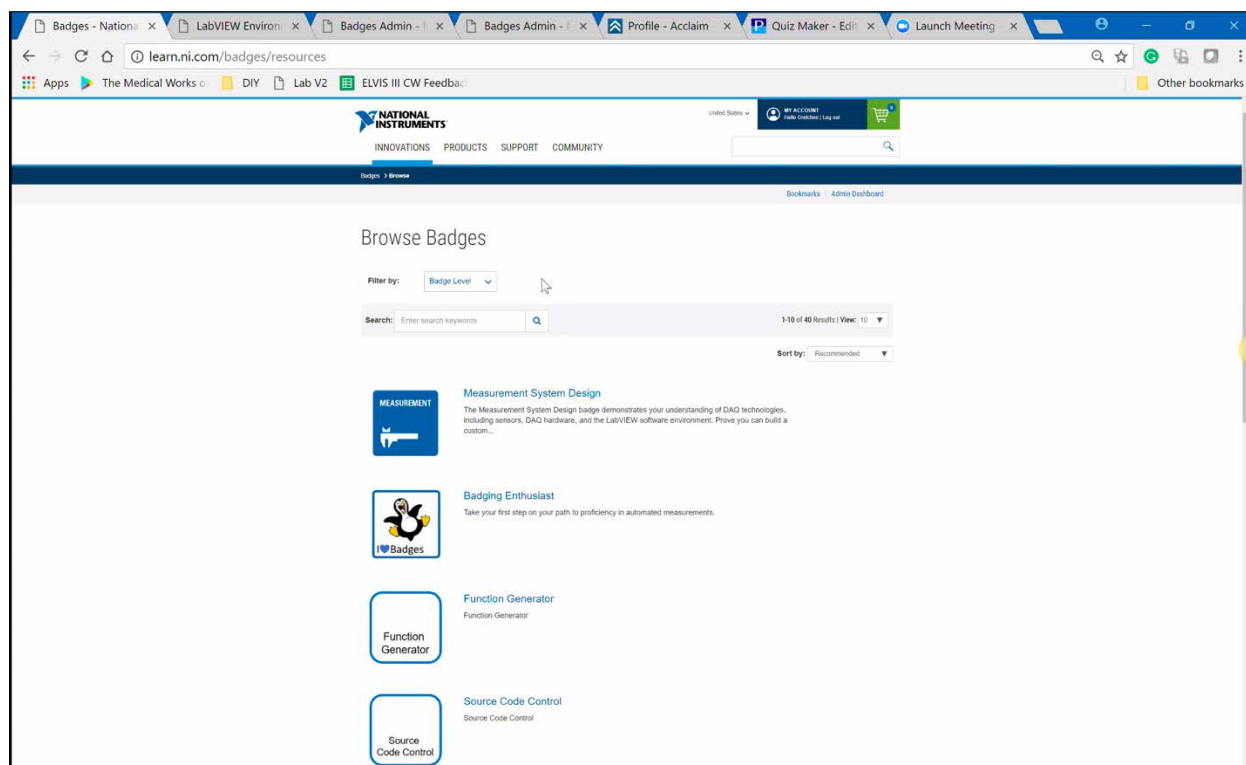 Badges - Nationa
LabVIEW Environ
Badges Admin -
Badges Admin -
Profile - Acclaim
Quiz Maker - Edit
Launch Meeting
learn.ni.com/badges/resources
Apps
The Medical Works o
DIY
Lab V2
ELVIS III CW Feedbac
Other bookmarks
NATIONAL
INSTRUMENTS
United States
MY ACCOUNT
Hello Gretchen | Log out
0
INNOVATIONS PRODUCTS SUPPORT COMMUNITY
Badges > Browse
Bookmarks | Admin Dashboard
Browse Badges
Filter by: Badge Level
Search: Enter search keywords
1-10 of 40 Results | View: 10
Sort by: Recommended
MEASUREMENT
Measurement System Design
The Measurement System Design badge demonstrates your understanding of DAQ technologies,
including sensors, DAQ hardware, and the LabVIEW software environment. Prove you can build a
custom...
I Badges
Badging Enthusiast
Take your first step on your path to proficiency in automated measurements.
Function
Generator
Function Generator
Function Generator
Source
Code Control
Source Code Control
Source Code Control